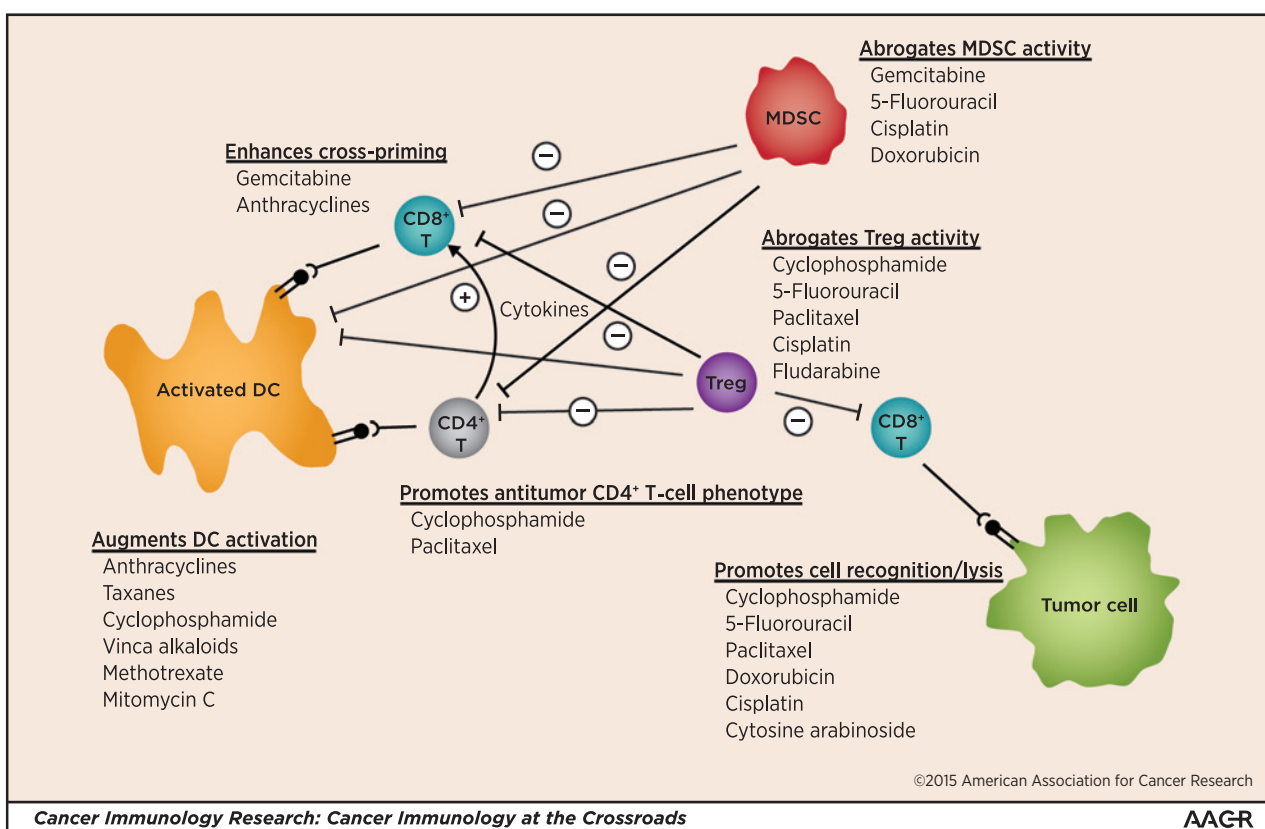 Abrogates MDSC activity
Gemcitabine
5-Fluorouracil
Cisplatin
Doxorubicin
MDSC
Enhances cross-priming
Gemcitabine
Anthracyclines
−
−
CD8⁺
T
Abrogates Treg activity
Cyclophosphamide
5-Fluorouracil
Paclitaxel
Cisplatin
Fludarabine
−
+
Cytokines
−
Activated DC
Treg
CD4⁺
T
−
−
CD8⁺
T
Promotes antitumor CD4⁺ T-cell phenotype
Cyclophosphamide
Paclitaxel
Augments DC activation
Anthracyclines
Taxanes
Cyclophosphamide
Vinca alkaloids
Methotrexate
Mitomycin C
Promotes cell recognition/lysis
Cyclophosphamide
5-Fluorouracil
Paclitaxel
Doxorubicin
Cisplatin
Cytosine arabinoside
Tumor cell
©2015 American Association for Cancer Research
Cancer Immunology Research: Cancer Immunology at the Crossroads
AACR